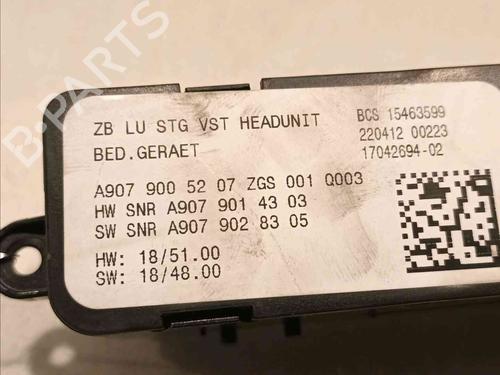 ZB LU STG VST HEADUNIT
BED.GERAET
BCS 15463599
220412 00223
17042694-02
A907 900 52 07 ZGS 001 Q003
HW SNR A907 901 43 03
SW SNR A907 902 83 05
HW: 18/51.00
SW: 18/48.00
B-PARTS